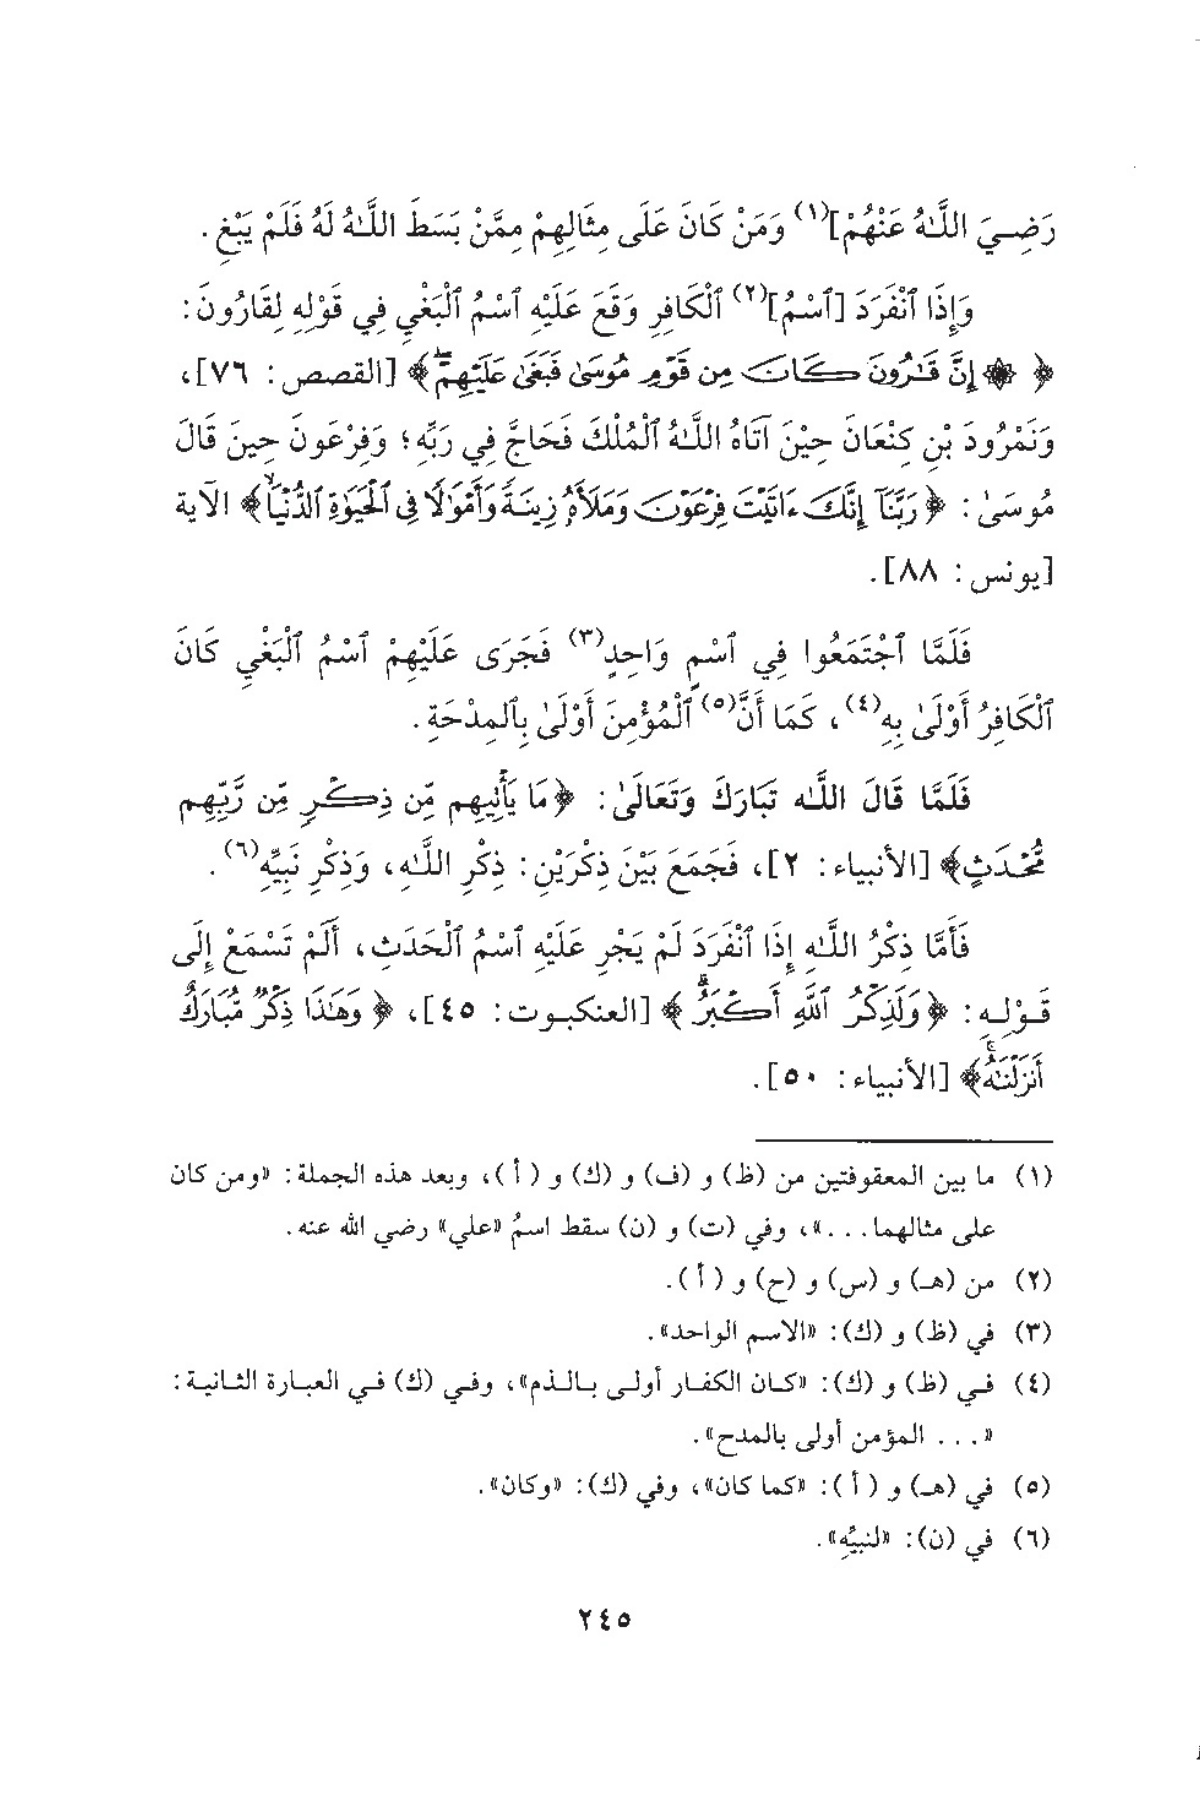 رَضِيَ اللَّـٰهُ عَنْهُمْ](١) وَمَنْ كَانَ عَلَى مِثَالِهِمْ مِمَّنْ بَسَطَ اللَّـٰهُ لَهُ فَلَمْ يَبْغِ.
وَإِذَا ٱنْفَرَدَ [ٱسْمُ](٢) ٱلْكَافِرِ وَقَعَ عَلَيْهِ ٱسْمُ ٱلْبَغْيِ فِي قَوْلِهِ لِقَارُونَ:
﴿ ۞ إِنَّ قَـٰرُونَ كَانَ مِن قَوْمِ مُوسَىٰ فَبَغَىٰ عَلَيْهِمْ ۖ﴾ [القصص: ٧٦]،
وَنَمْرُودَ بْنِ كِنْعَانَ حِيْنَ آتَاهُ اللَّـٰهُ ٱلْمُلْكَ فَحَاجَّ فِي رَبِّهِ؛ وَفِرْعَونَ حِينَ قَالَ
مُوسَىٰ: ﴿رَبَّنَآ إِنَّكَ ءَاتَيْتَ فِرْعَوْنَ وَمَلَأَهُۥ زِينَةً وَأَمْوَٰلًا فِى ٱلْحَيَوٰةِ ٱلدُّنْيَا ۙ﴾ الآية
[يونس: ٨٨].
فَلَمَّا ٱجْتَمَعُوا فِي ٱسْمٍ وَاحِدٍ(٣) فَجَرَى عَلَيْهِمْ ٱسْمُ ٱلْبَغْيِ كَانَ
ٱلْكَافِرُ أَوْلَىٰ بِهِ(٤)، كَمَا أَنَّ(٥) ٱلْمُؤْمِنَ أَوْلَىٰ بِٱلمِدْحَةِ.
فَلَمَّا قَالَ اللَّـٰه تَبَارَكَ وَتَعَالَىٰ: ﴿مَا يَأْتِيهِم مِّن ذِكْرٍ مِّن رَّبِّهِم
مُّحْدَثٍ﴾ [الأنبياء: ٢]، فَجَمَعَ بَيْنَ ذِكْرَيْنِ: ذِكْرِ اللَّـٰهِ، وَذِكْرِ نَبِيِّهِ(٦).
فَأَمَّا ذِكْرُ اللَّـٰهِ إِذَا ٱنْفَرَدَ لَمْ يَجْرِ عَلَيْهِ ٱسْمُ ٱلْحَدَثِ، أَلَمْ تَسْمَعْ إِلَى
قَوْلِهِ: ﴿وَلَذِكْرُ ٱللَّهِ أَكْبَرُ ۗ﴾ [العنكبوت: ٤٥]، ﴿وَهَـٰذَا ذِكْرٌ مُّبَارَكٌ
أَنزَلْنَـٰهُ ۚ﴾ [الأنبياء: ٥٠].
(١) ما بين المعقوفتين من (ظ) و (ف) و (ك) و (أ)، وبعد هذه الجملة: «ومن كان
على مثالهما...»، وفي (ت) و (ن) سقط اسمُ «علي» رضي الله عنه.
(٢) من (هـ) و (س) و (ح) و (أ).
(٣) في (ظ) و (ك): «الاسم الواحد».
(٤) في (ظ) و (ك): «كان الكفار أولى بالذم»، وفي (ك) في العبارة الثانية:
«... المؤمن أولى بالمدح».
(٥) في (هـ) و (أ): «كما كان»، وفي (ك): «وكان».
(٦) في (ن): «لنبيِّهِ».
٢٤٥